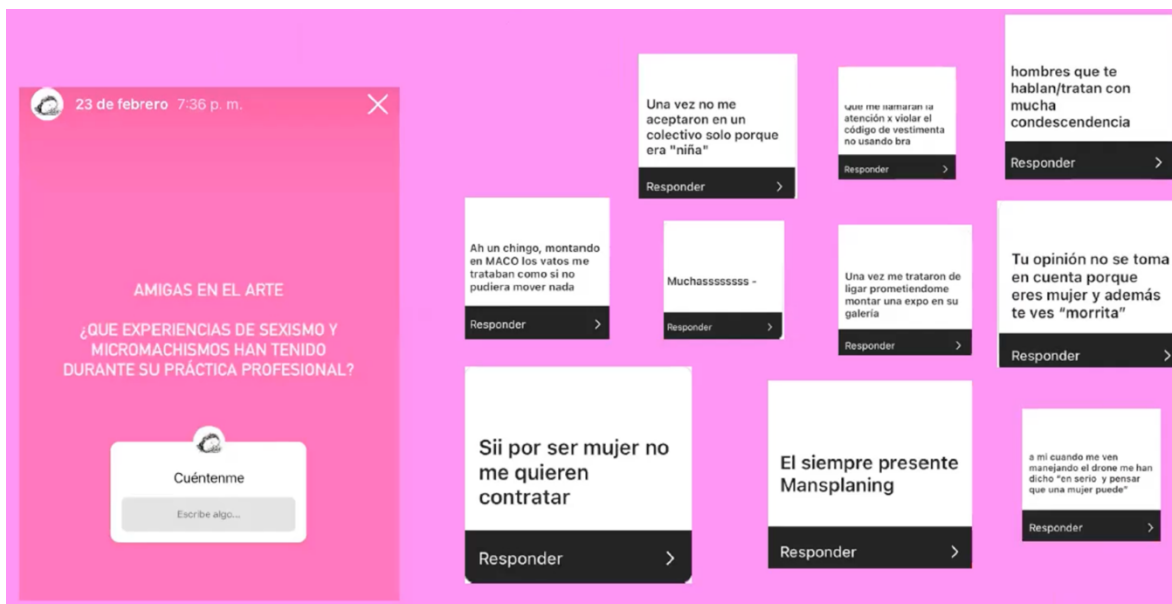 23 de febrero 7:36 p. m.
AMIGAS EN EL ARTE
¿QUE EXPERIENCIAS DE SEXISMO Y
MICROMACHISMOS HAN TENIDO
DURANTE SU PRÁCTICA PROFESIONAL?
Cuéntenme
Escribe algo...
Una vez no me
aceptaron en un
colectivo solo porque
era "niña"
Responder
Que me llamaran la
atención x violar el
código de vestimenta
no usando bra
Responder
hombres que te
hablan/tratan con
mucha
condescendencia
Responder
Ah un chingo, montando
en MACO los vatos me
trataban como si no
pudiera mover nada
Responder
Muchasssssss -
Responder
Una vez me trataron de
ligar prometiendome
montar una expo en su
galería
Responder
Tu opinión no se toma
en cuenta porque
eres mujer y además
te ves “morrita”
Responder
Sii por ser mujer no
me quieren
contratar
Responder
El siempre presente
Mansplaning
Responder
a mi cuando me ven
manejando el drone me han
dicho “en serio y pensar
que una mujer puede”
Responder